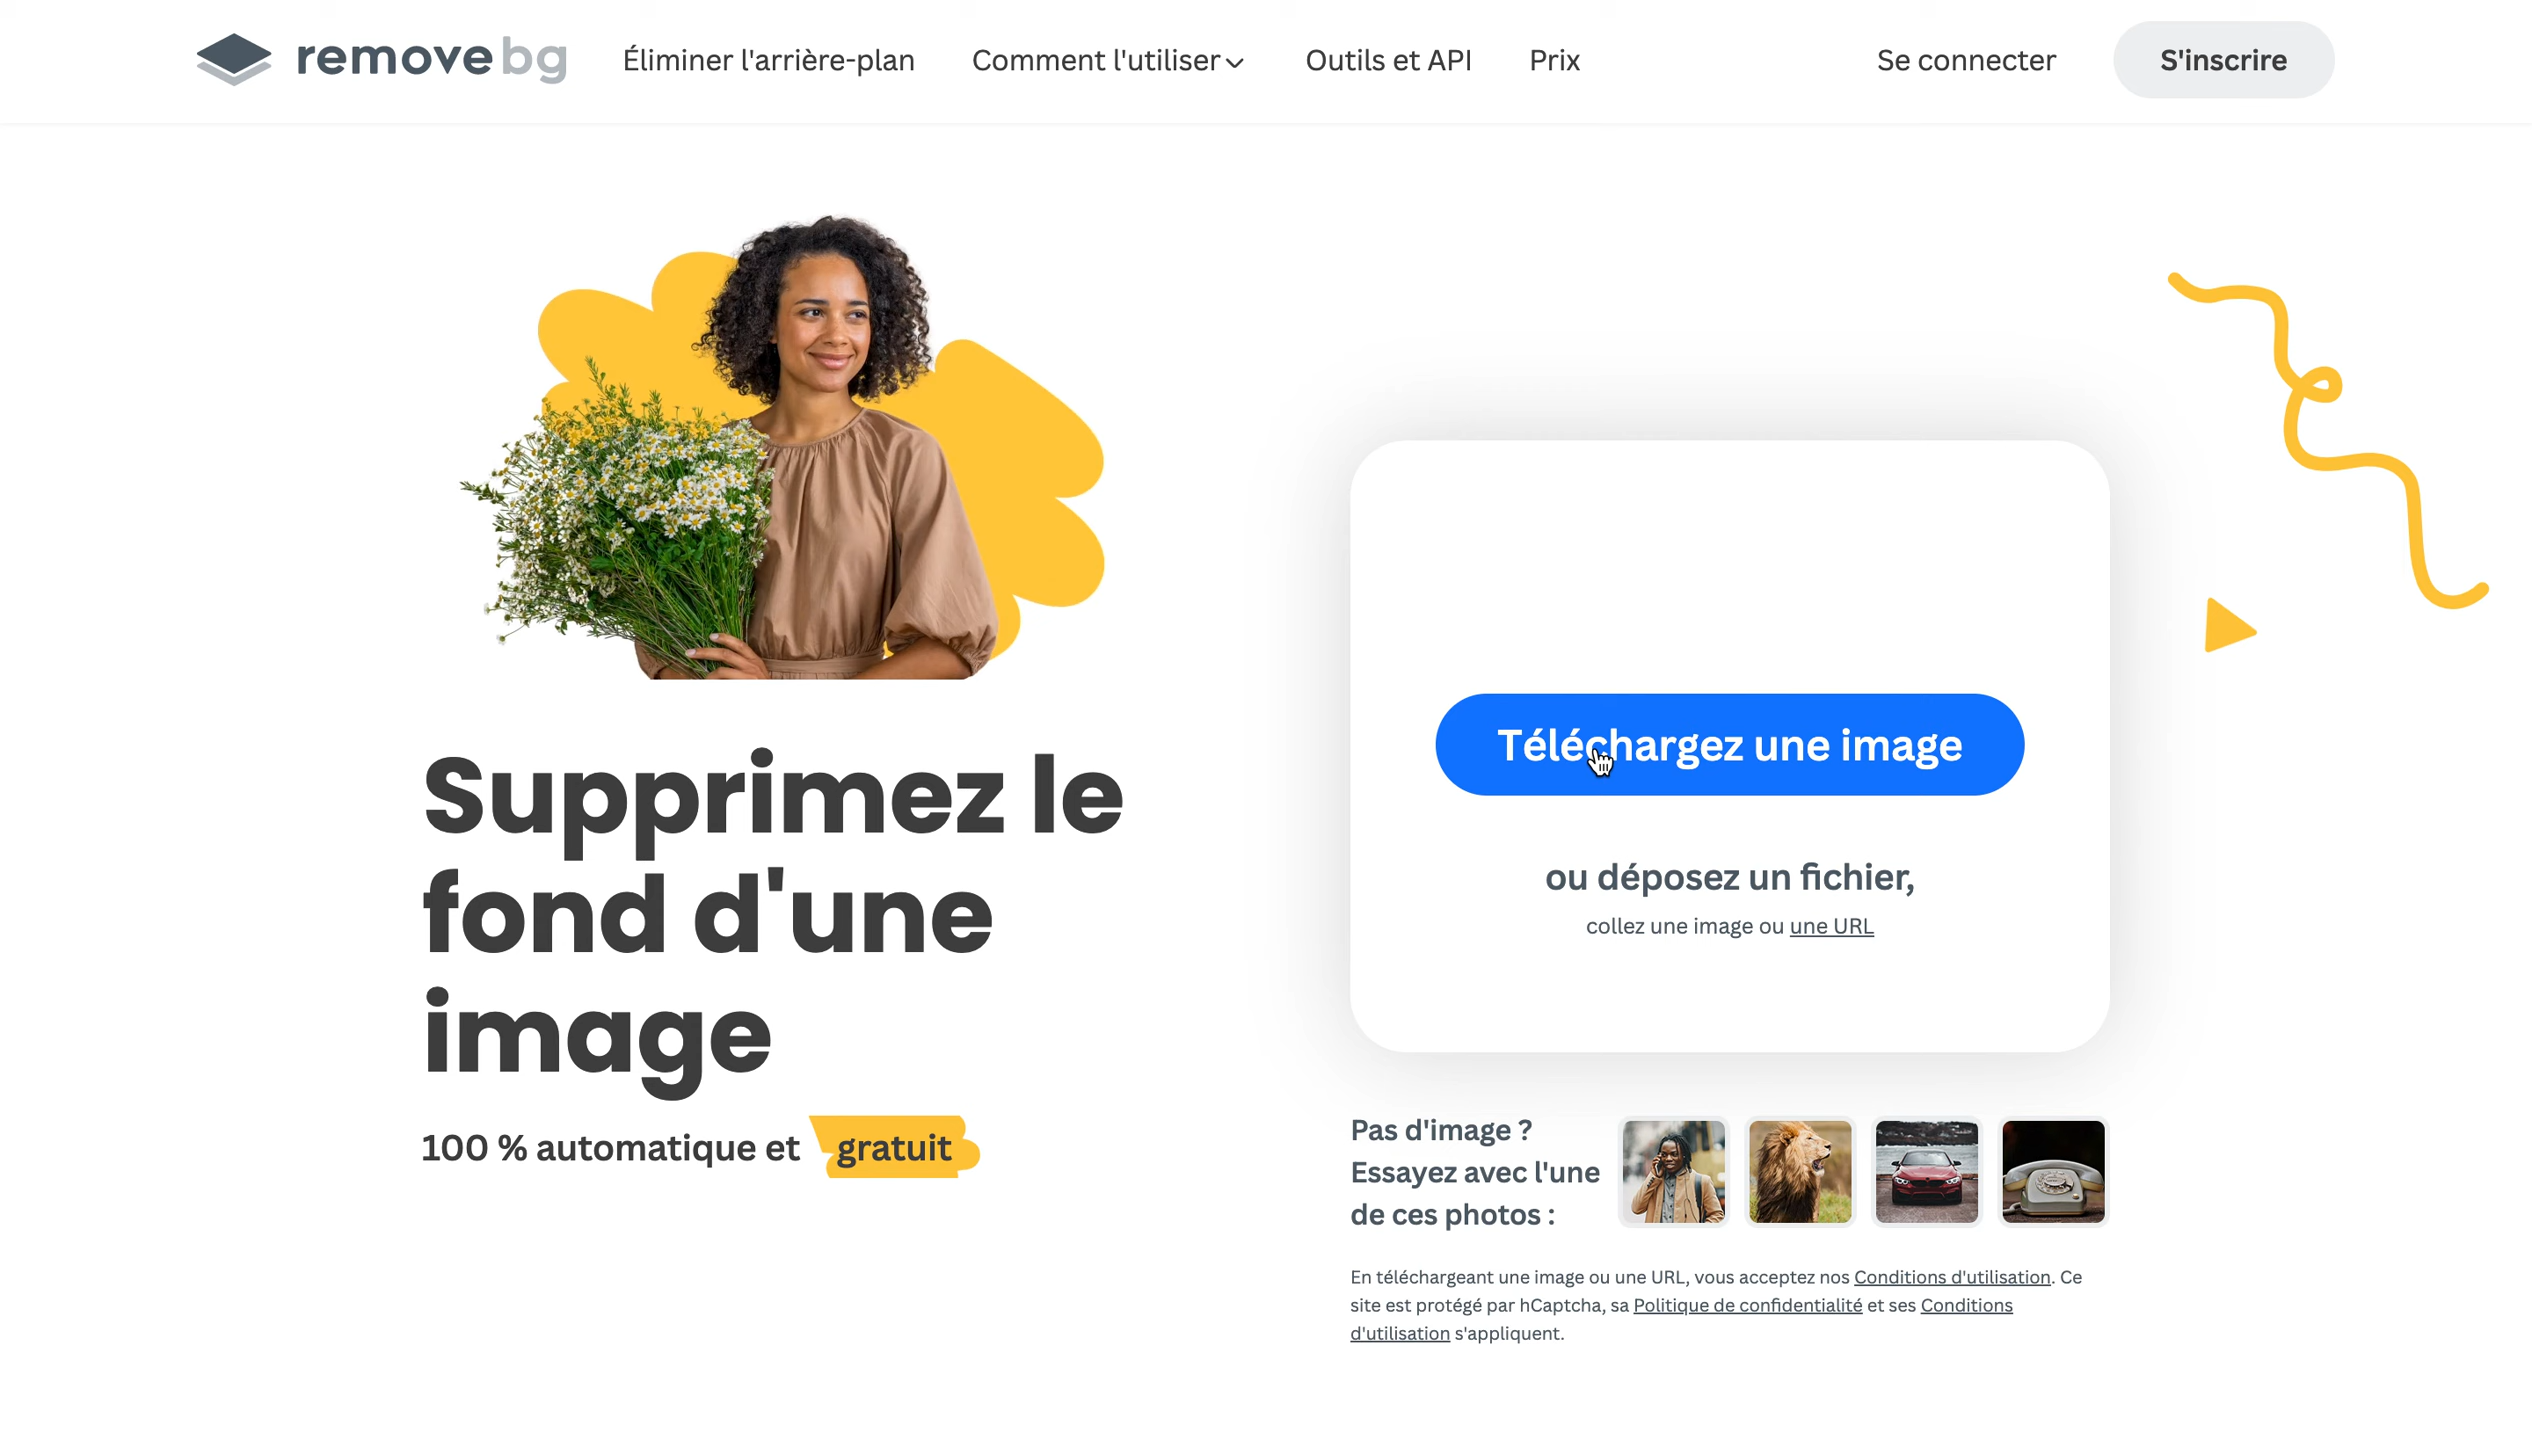 removebg
Éliminer l'arrière-plan
Comment l'utiliser
Outils et API
Prix
Se connecter
S'inscrire
Supprimez le
fond d'une
image
100 % automatique et gratuit
Téléchargez une image
ou déposez un fichier,
collez une image ou une URL
Pas d'image ?
Essayez avec l'une
de ces photos :
En téléchargeant une image ou une URL, vous acceptez nos Conditions d'utilisation. Ce
site est protégé par hCaptcha, sa Politique de confidentialité et ses Conditions
d'utilisation s'appliquent.